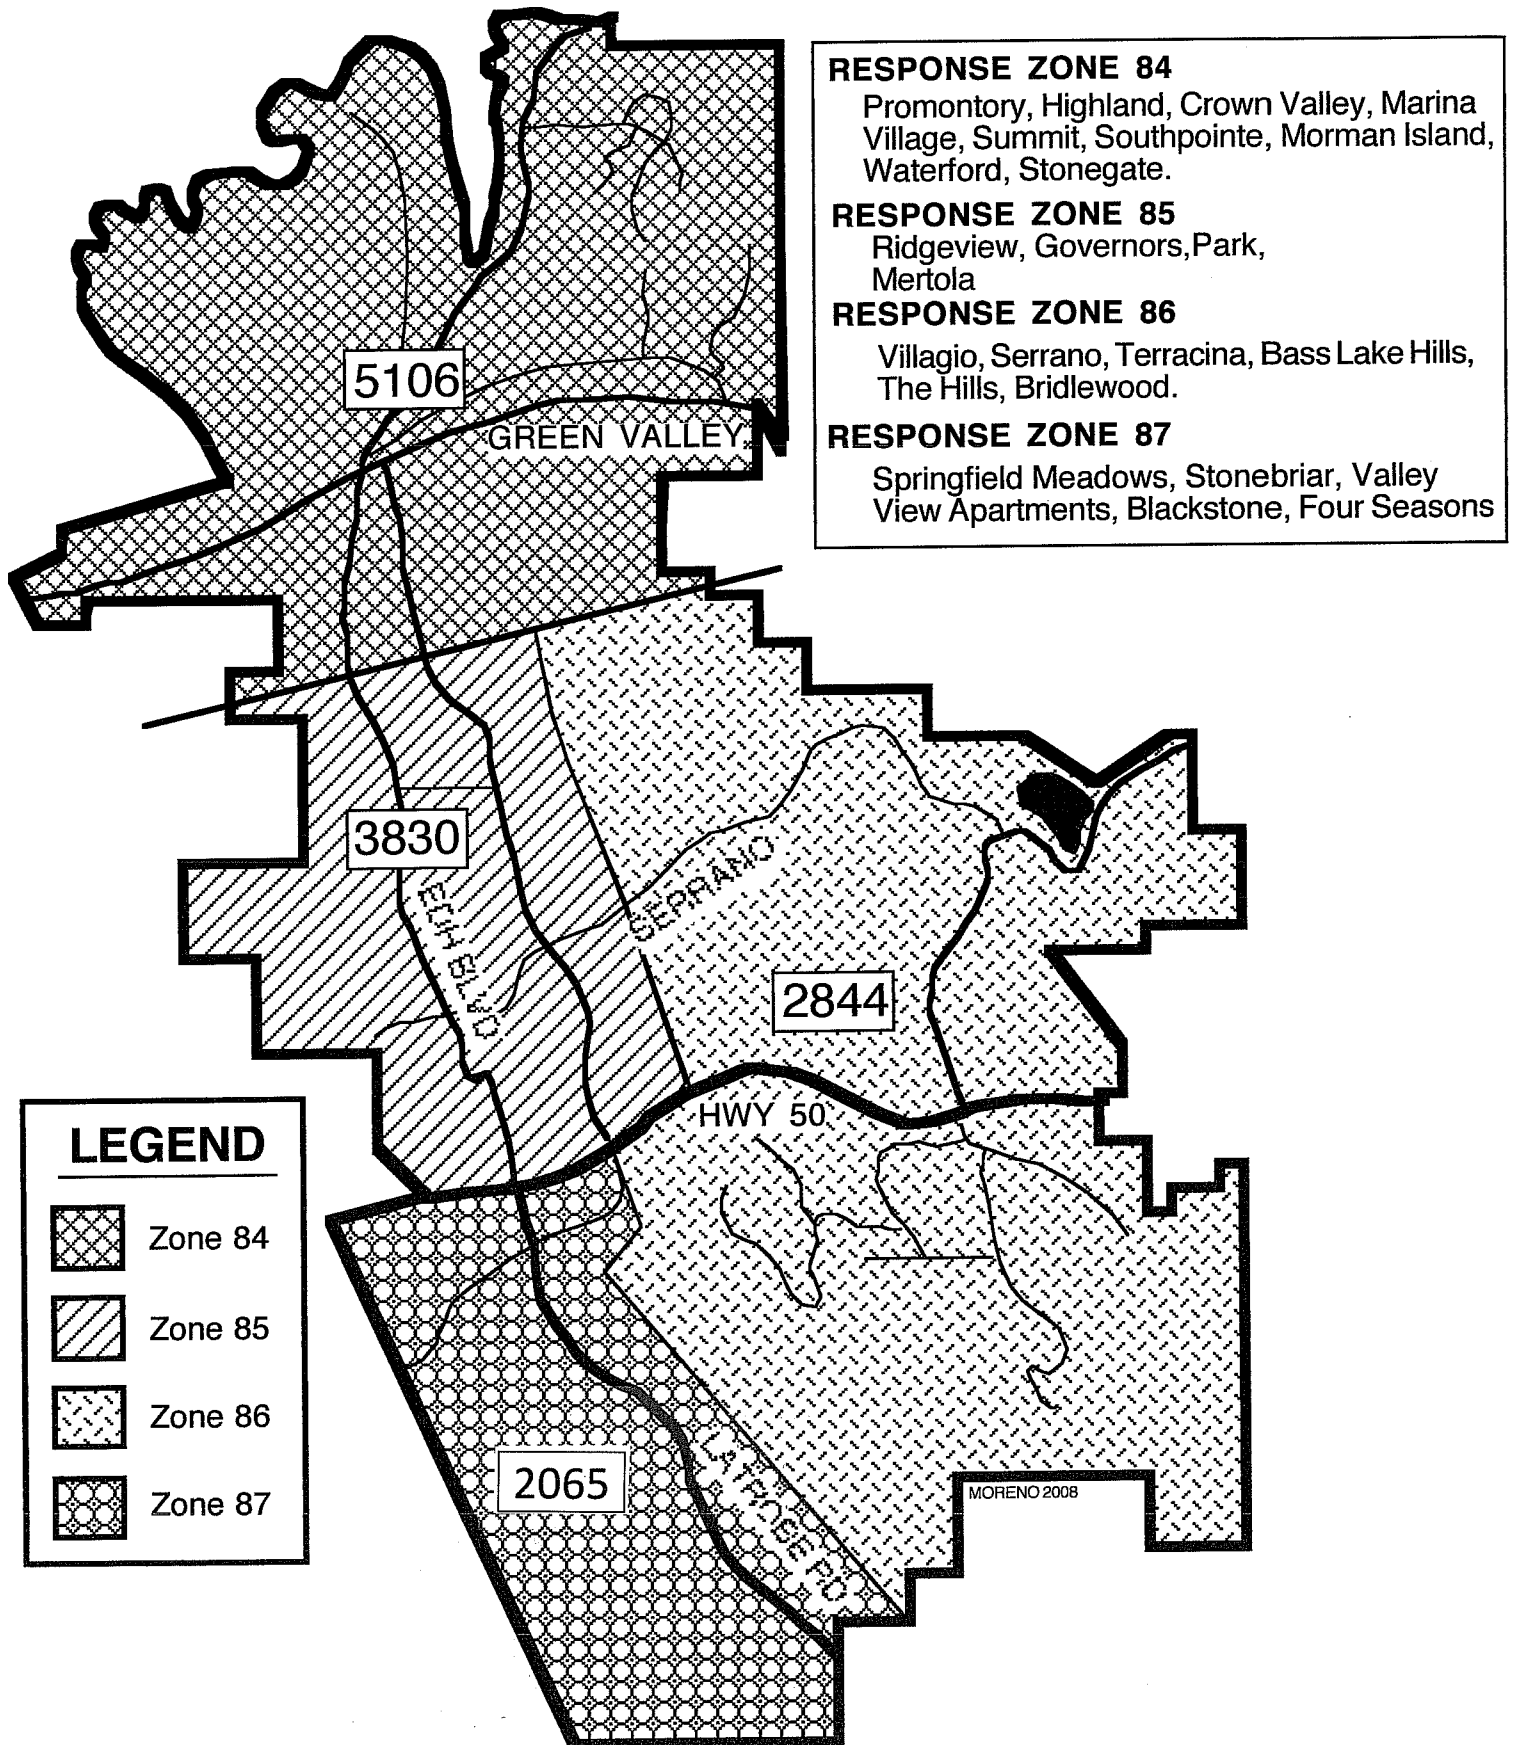 RESPONSE ZONE 84
Promontory, Highland, Crown Valley, Marina
Village, Summit, Southpointe, Morman Island,
Waterford, Stonegate.
RESPONSE ZONE 85
Ridgeview, Governors,Park,
Mertola
RESPONSE ZONE 86
Villagio, Serrano, Terracina, Bass Lake Hills,
The Hills, Bridlewood.
RESPONSE ZONE 87
Springfield Meadows, Stonebriar, Valley
View Apartments, Blackstone, Four Seasons
5106
GREEN VALLEY
3830
EDH BLVD
SERRANO
2844
HWY 50
LEGEND
Zone 84
Zone 85
Zone 86
Zone 87
2065
LATROBE RD
MORENO 2008